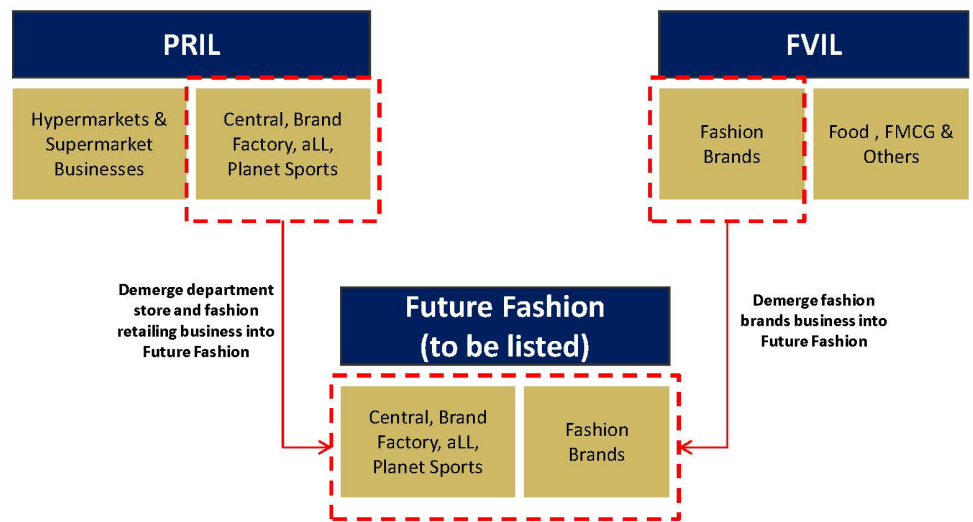 PRIL
FVIL
Hypermarkets &
Supermarket
Businesses
Central, Brand
Factory, aLL,
Planet Sports
Fashion
Brands
Food , FMCG &
Others
Demerge department
store and fashion
retailing business into
Future Fashion
Future Fashion
(to be listed)
Demerge fashion
brands business into
Future Fashion
Central, Brand
Factory, aLL,
Planet Sports
Fashion
Brands